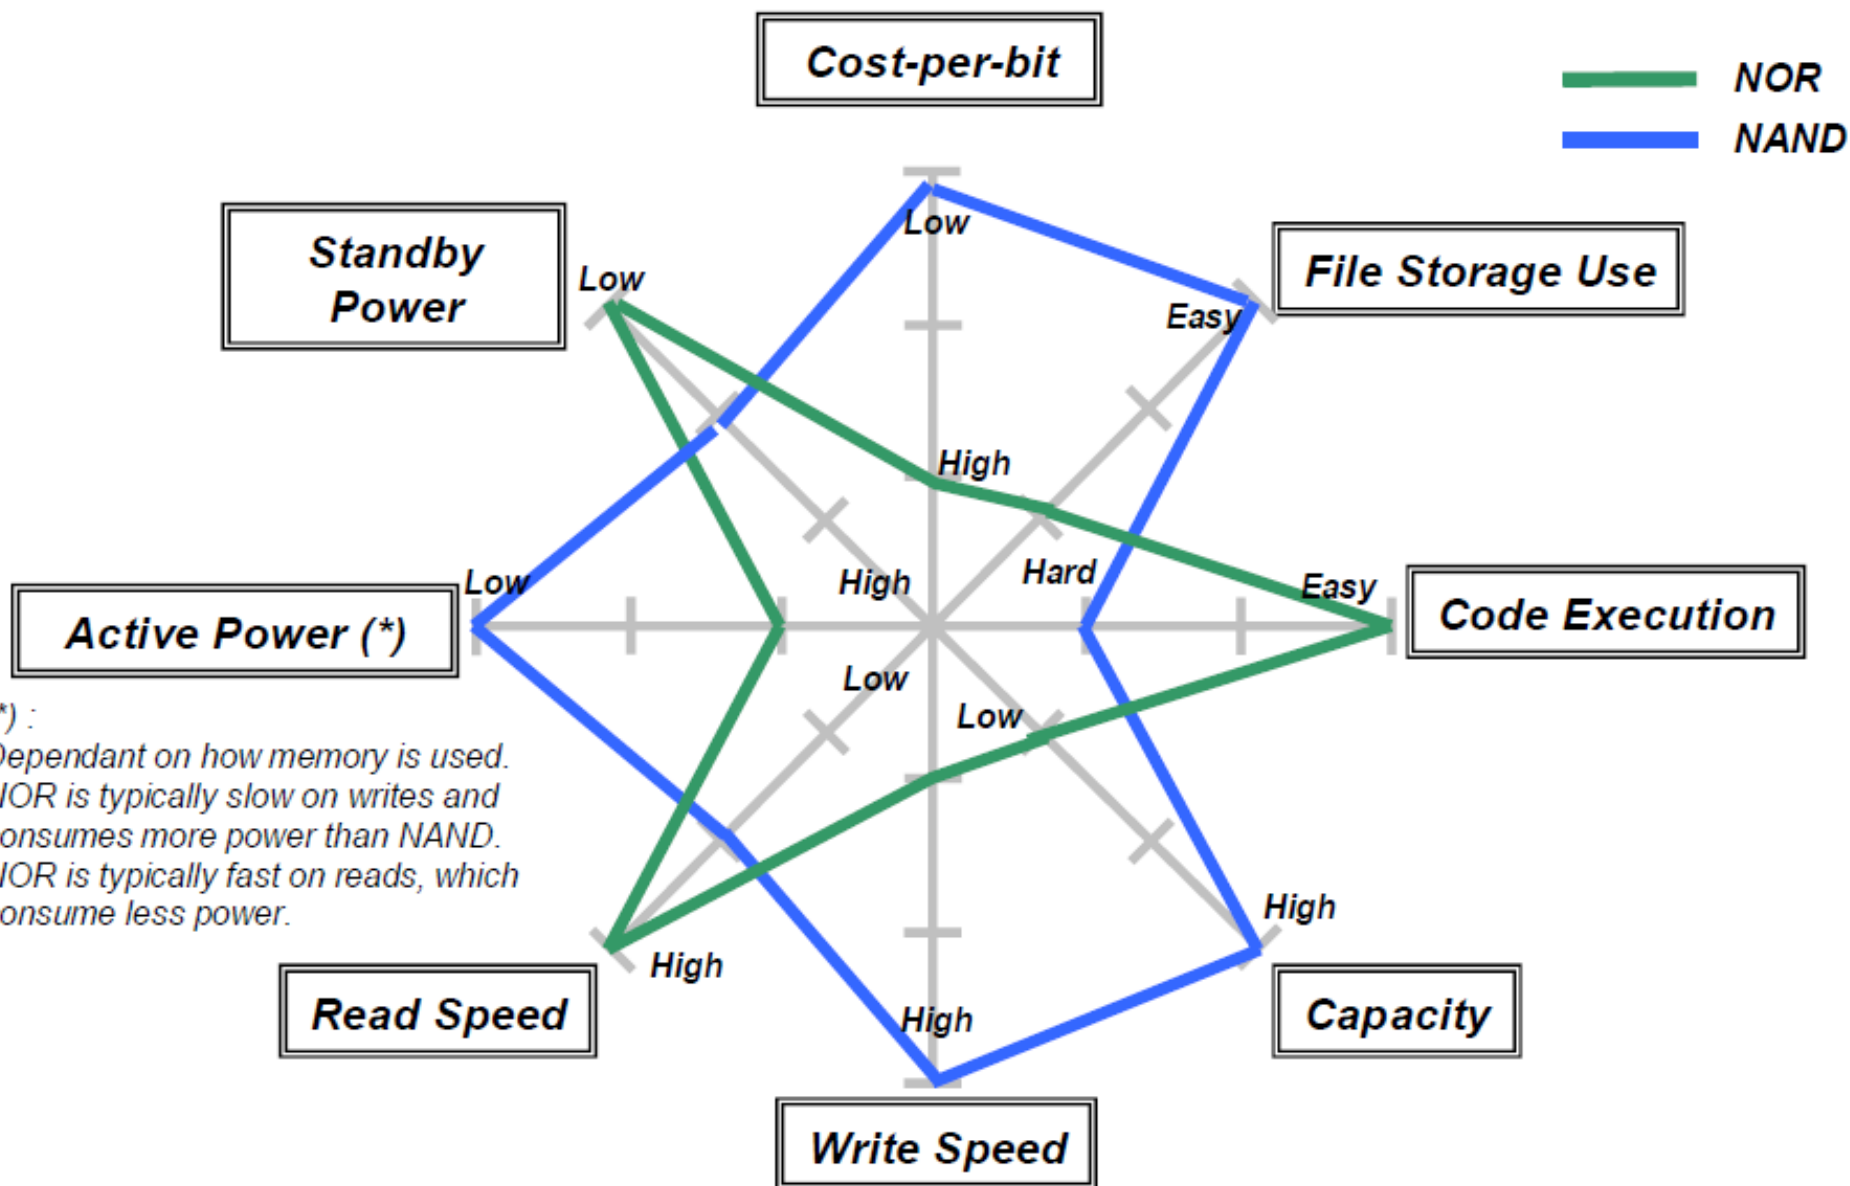 Cost-per-bit
NOR
NAND
Standby
Power
Low
Low
File Storage Use
Easy
High
Low
High
Hard
Easy
Active Power (*)
Code Execution
Low
Low
*) :
Dependant on how memory is used.
NOR is typically slow on writes and
consumes more power than NAND.
NOR is typically fast on reads, which
consume less power.
High
High
Read Speed
High
Capacity
Write Speed